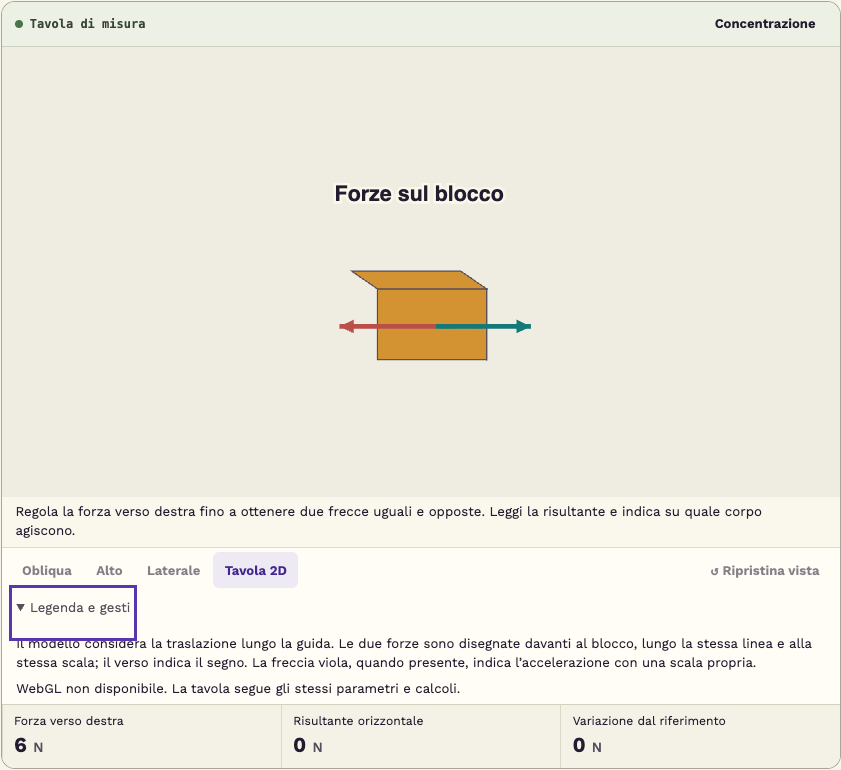 Tavola di misura
Concentrazione
Forze sul blocco
Regola la forza verso destra fino a ottenere due frecce uguali e opposte. Leggi la risultante e indica su quale corpo
agiscono.
Obliqua Alto Laterale Tavola 2D ↺ Ripristina vista
▼ Legenda e gesti
Il modello considera la traslazione lungo la guida. Le due forze sono disegnate davanti al blocco, lungo la stessa linea e alla
stessa scala; il verso indica il segno. La freccia viola, quando presente, indica l’accelerazione con una scala propria.
WebGL non disponibile. La tavola segue gli stessi parametri e calcoli.
Forza verso destra
6 N
Risultante orizzontale
0 N
Variazione dal riferimento
0 N